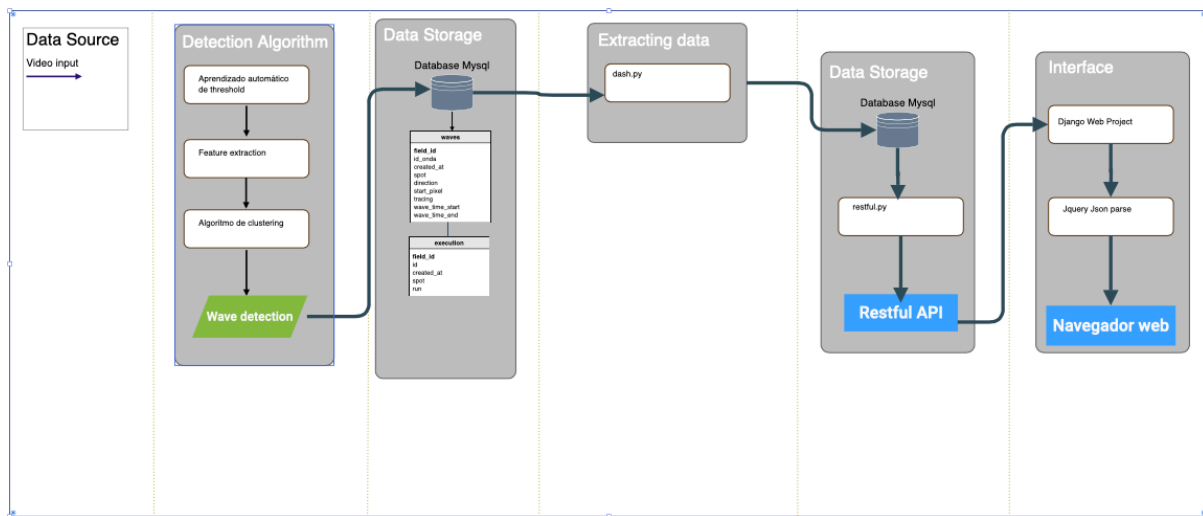 Data Source
Video input
Detection Algorithm
Aprendizado automático
de threshold
Feature extraction
Algoritmo de clustering
Wave detection
Data Storage
Database Mysql
waves
field_id
id_onda
created_at
spot
direction
start_pixel
tracing
wave_time_start
wave_time_end
execution
field_id
id
created_at
spot
run
Extracting data
dash.py
Data Storage
Database Mysql
restful.py
Restful API
Interface
Django Web Project
Jquery Json parse
Navegador web